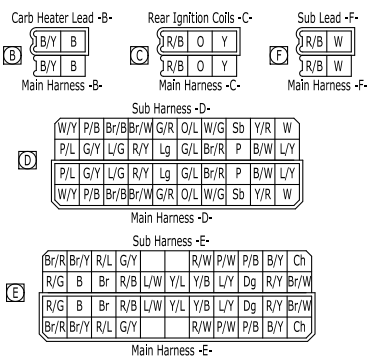 Carb Heater Lead -B-
Rear Ignition Coils -C-
Sub Lead -F-
B/Y B
R/B O Y
R/B W
B
C
F
B/Y B
R/B O Y
R/B W
Main Harness -B-
Main Harness -C-
Main Harness -F-
Sub Harness -D-
W/Y P/B Br/B Br/W G/R O/L W/G Sb Y/R W
P/L G/Y L/G R/Y Lg G/L Br/R P B/W L/Y
D
P/L G/Y L/G R/Y Lg G/L Br/R P B/W L/Y
W/Y P/B Br/B Br/W G/R O/L W/G Sb Y/R W
Main Harness -D-
Sub Harness -E-
Br/R Br/Y R/L G/Y R/W P/W P/B B/Y Ch
R/G B Br R/B L/W Y/L Y/B L/Y Dg R/Y Br/W
E
R/G B Br R/B L/W Y/L Y/B L/Y Dg R/Y Br/W
Br/R Br/Y R/L G/Y R/W P/W P/B B/Y Ch
Main Harness -E-